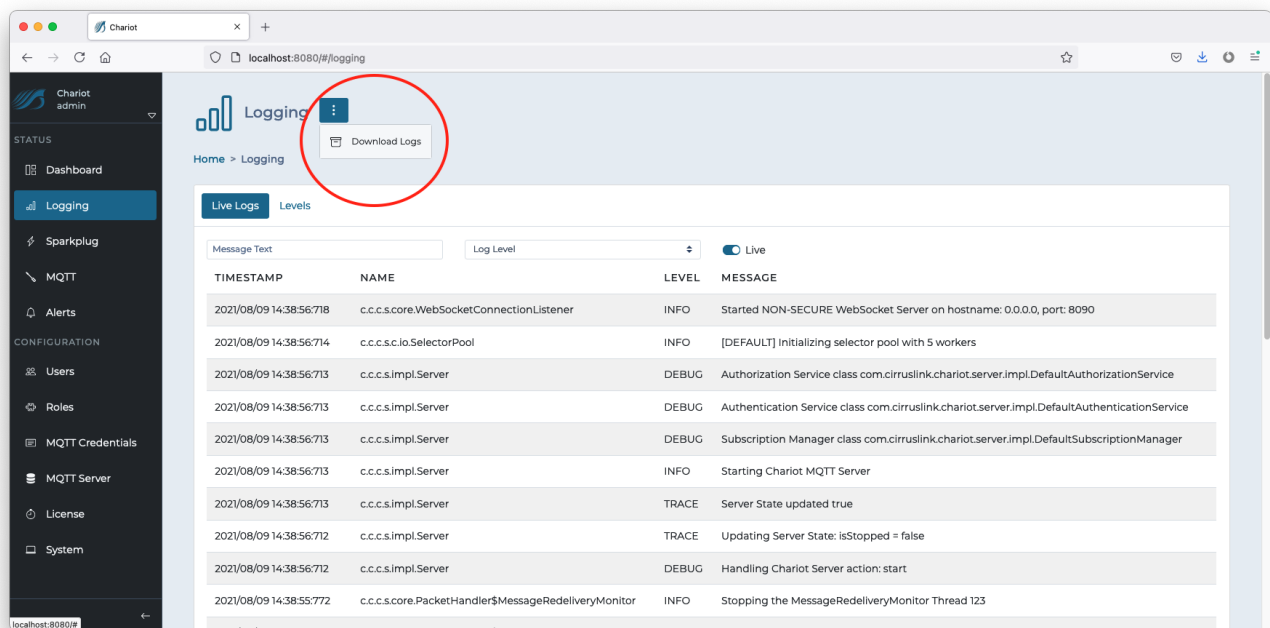 Chariot
localhost:8080/#/logging
Chariot
admin
STATUS
Dashboard
Logging
Sparkplug
MQTT
Alerts
CONFIGURATION
Users
Roles
MQTT Credentials
MQTT Server
License
System
localhost:8080/#
Logging
Download Logs
Home > Logging
Live Logs Levels
Message Text Log Level Live
TIMESTAMP NAME LEVEL MESSAGE
2021/08/09 14:38:56:718 c.c.c.s.core.WebSocketConnectionListener INFO Started NON-SECURE WebSocket Server on hostname: 0.0.0.0, port: 8090
2021/08/09 14:38:56:714 c.c.c.s.c.io.SelectorPool INFO [DEFAULT] Initializing selector pool with 5 workers
2021/08/09 14:38:56:713 c.c.c.s.impl.Server DEBUG Authorization Service class com.cirruslink.chariot.server.impl.DefaultAuthorizationService
2021/08/09 14:38:56:713 c.c.c.s.impl.Server DEBUG Authentication Service class com.cirruslink.chariot.server.impl.DefaultAuthenticationService
2021/08/09 14:38:56:713 c.c.c.s.impl.Server DEBUG Subscription Manager class com.cirruslink.chariot.server.impl.DefaultSubscriptionManager
2021/08/09 14:38:56:713 c.c.c.s.impl.Server INFO Starting Chariot MQTT Server
2021/08/09 14:38:56:713 c.c.c.s.impl.Server TRACE Server State updated true
2021/08/09 14:38:56:712 c.c.c.s.impl.Server TRACE Updating Server State: isStopped = false
2021/08/09 14:38:56:712 c.c.c.s.impl.Server DEBUG Handling Chariot Server action: start
2021/08/09 14:38:55:772 c.c.c.s.core.PacketHandler$MessageRedeliveryMonitor INFO Stopping the MessageRedeliveryMonitor Thread 123